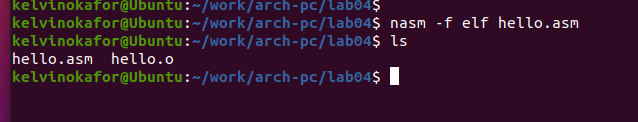 kelvinokafor@Ubuntu:~/work/arch-pc/lab04$
kelvinokafor@Ubuntu:~/work/arch-pc/lab04$ nasm -f elf hello.asm
kelvinokafor@Ubuntu:~/work/arch-pc/lab04$ ls
hello.asm  hello.o
kelvinokafor@Ubuntu:~/work/arch-pc/lab04$